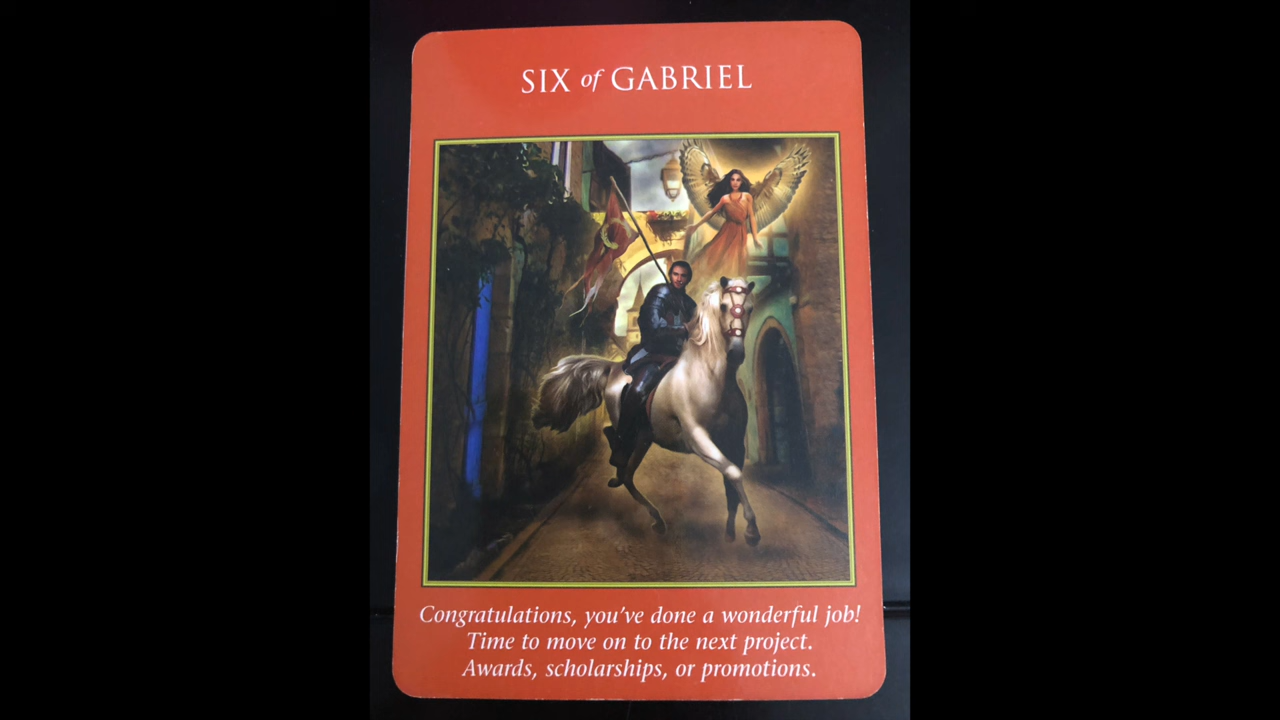 SIX of GABRIEL
Congratulations, you've done a wonderful job!
Time to move on to the next project.
Awards, scholarships, or promotions.